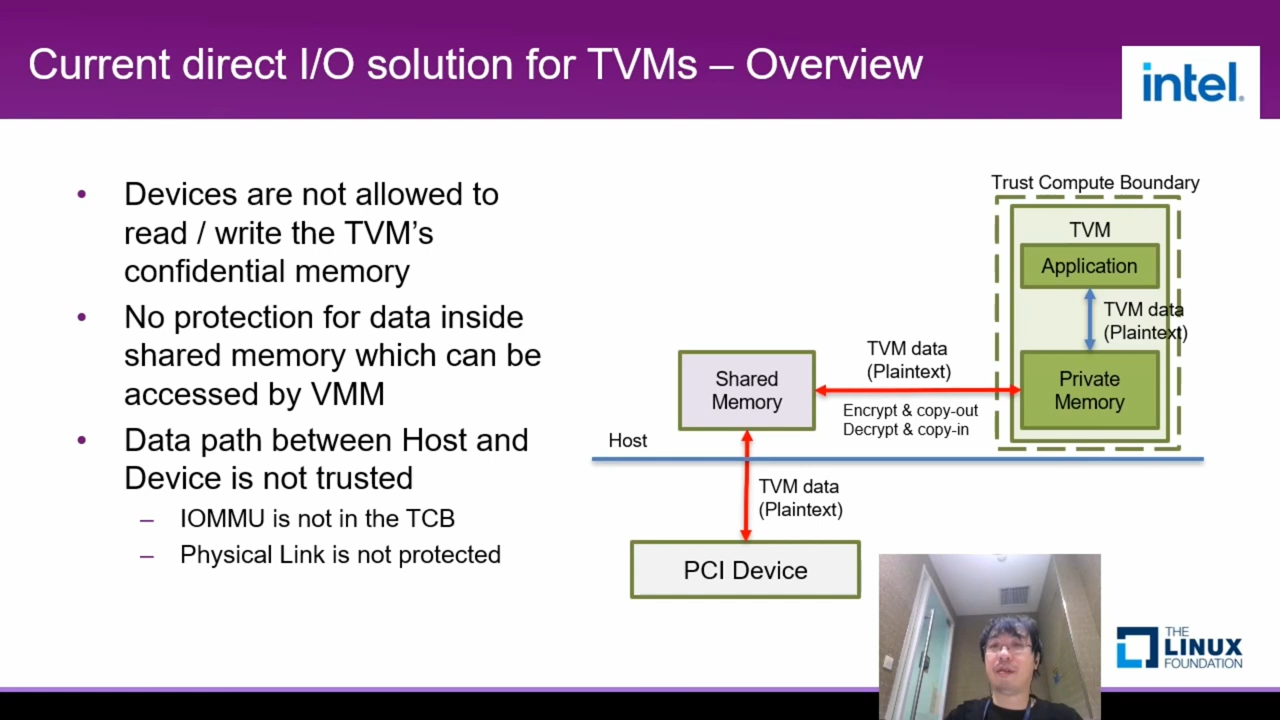 Current direct I/O solution for TVMs – Overview
intel.
• Devices are not allowed to
read / write the TVM’s
confidential memory
• No protection for data inside
shared memory which can be
accessed by VMM
• Data path between Host and
Device is not trusted
– IOMMU is not in the TCB
– Physical Link is not protected
Trust Compute Boundary
TVM
Application
TVM data
(Plaintext)
Private
Memory
TVM data
(Plaintext)
Encrypt & copy-out
Decrypt & copy-in
Shared
Memory
Host
TVM data
(Plaintext)
PCI Device
THE
LINUX
FOUNDATION